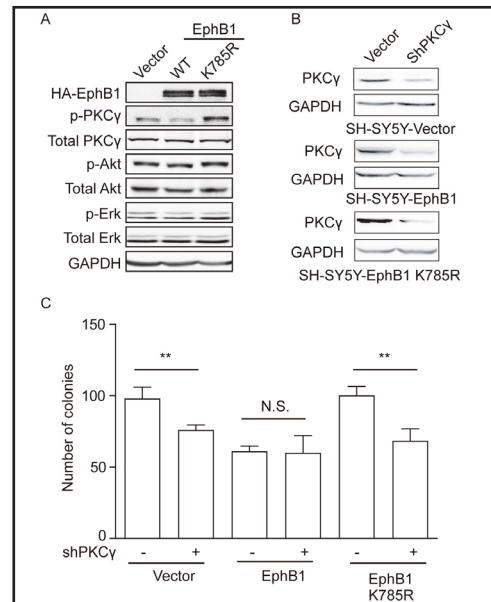 A
EphB1
Vector
WT
K785R
HA-EphB1
p-PKCγ
Total PKCγ
p-Akt
Total Akt
p-Erk
Total Erk
GAPDH
B
Vector
ShPKCγ
PKCγ
GAPDH
SH-SY5Y-Vector
PKCγ
GAPDH
SH-SY5Y-EphB1
PKCγ
GAPDH
SH-SY5Y-EphB1 K785R
C
Number of colonies
150
100
50
0
**
N.S.
**
shPKCγ - + - + - +
Vector EphB1 EphB1
K785R